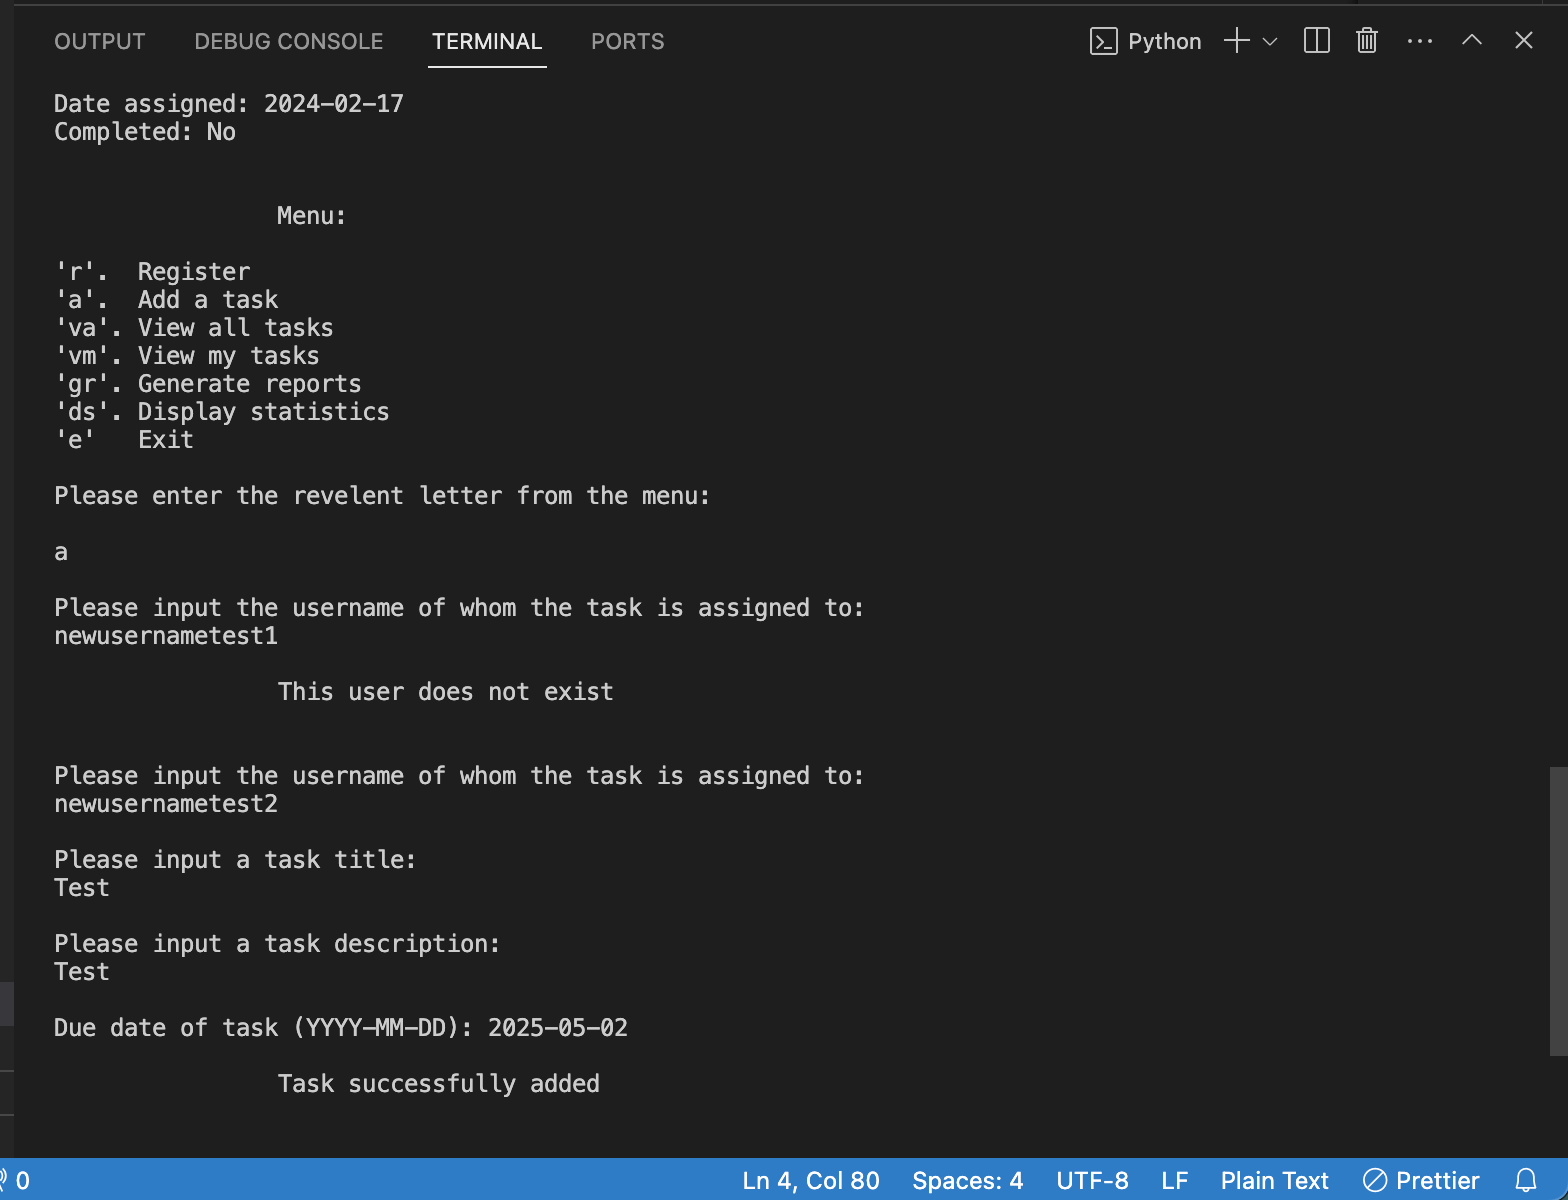 OUTPUT DEBUG CONSOLE TERMINAL PORTS Python
Date assigned: 2024-02-17
Completed: No
Menu:
'r'. Register
'a'. Add a task
'va'. View all tasks
'vm'. View my tasks
'gr'. Generate reports
'ds'. Display statistics
'e' Exit
Please enter the revelent letter from the menu:
a
Please input the username of whom the task is assigned to:
newusernametest1
This user does not exist
Please input the username of whom the task is assigned to:
newusernametest2
Please input a task title:
Test
Please input a task description:
Test
Due date of task (YYYY-MM-DD): 2025-05-02
Task successfully added
0 Ln 4, Col 80 Spaces: 4 UTF-8 LF Plain Text Prettier